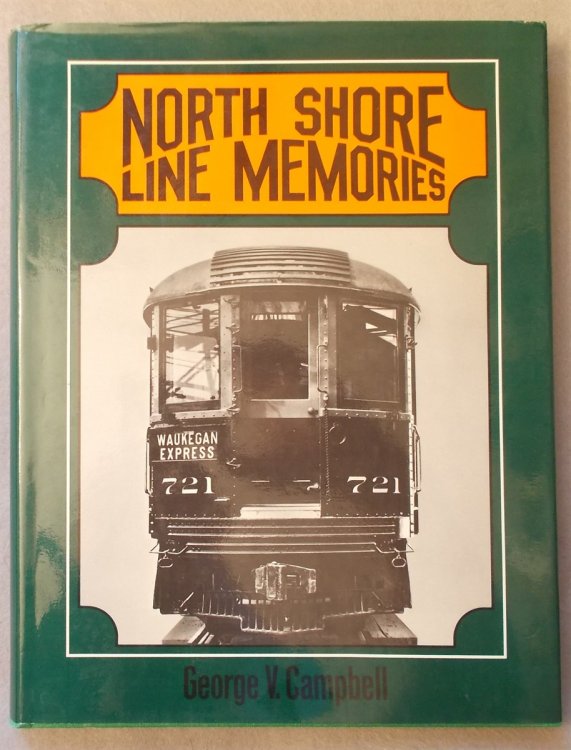 NORTH SHORE
LINE MEMORIES
WAUKEGAN
EXPRESS
721 721
George V. Campbell